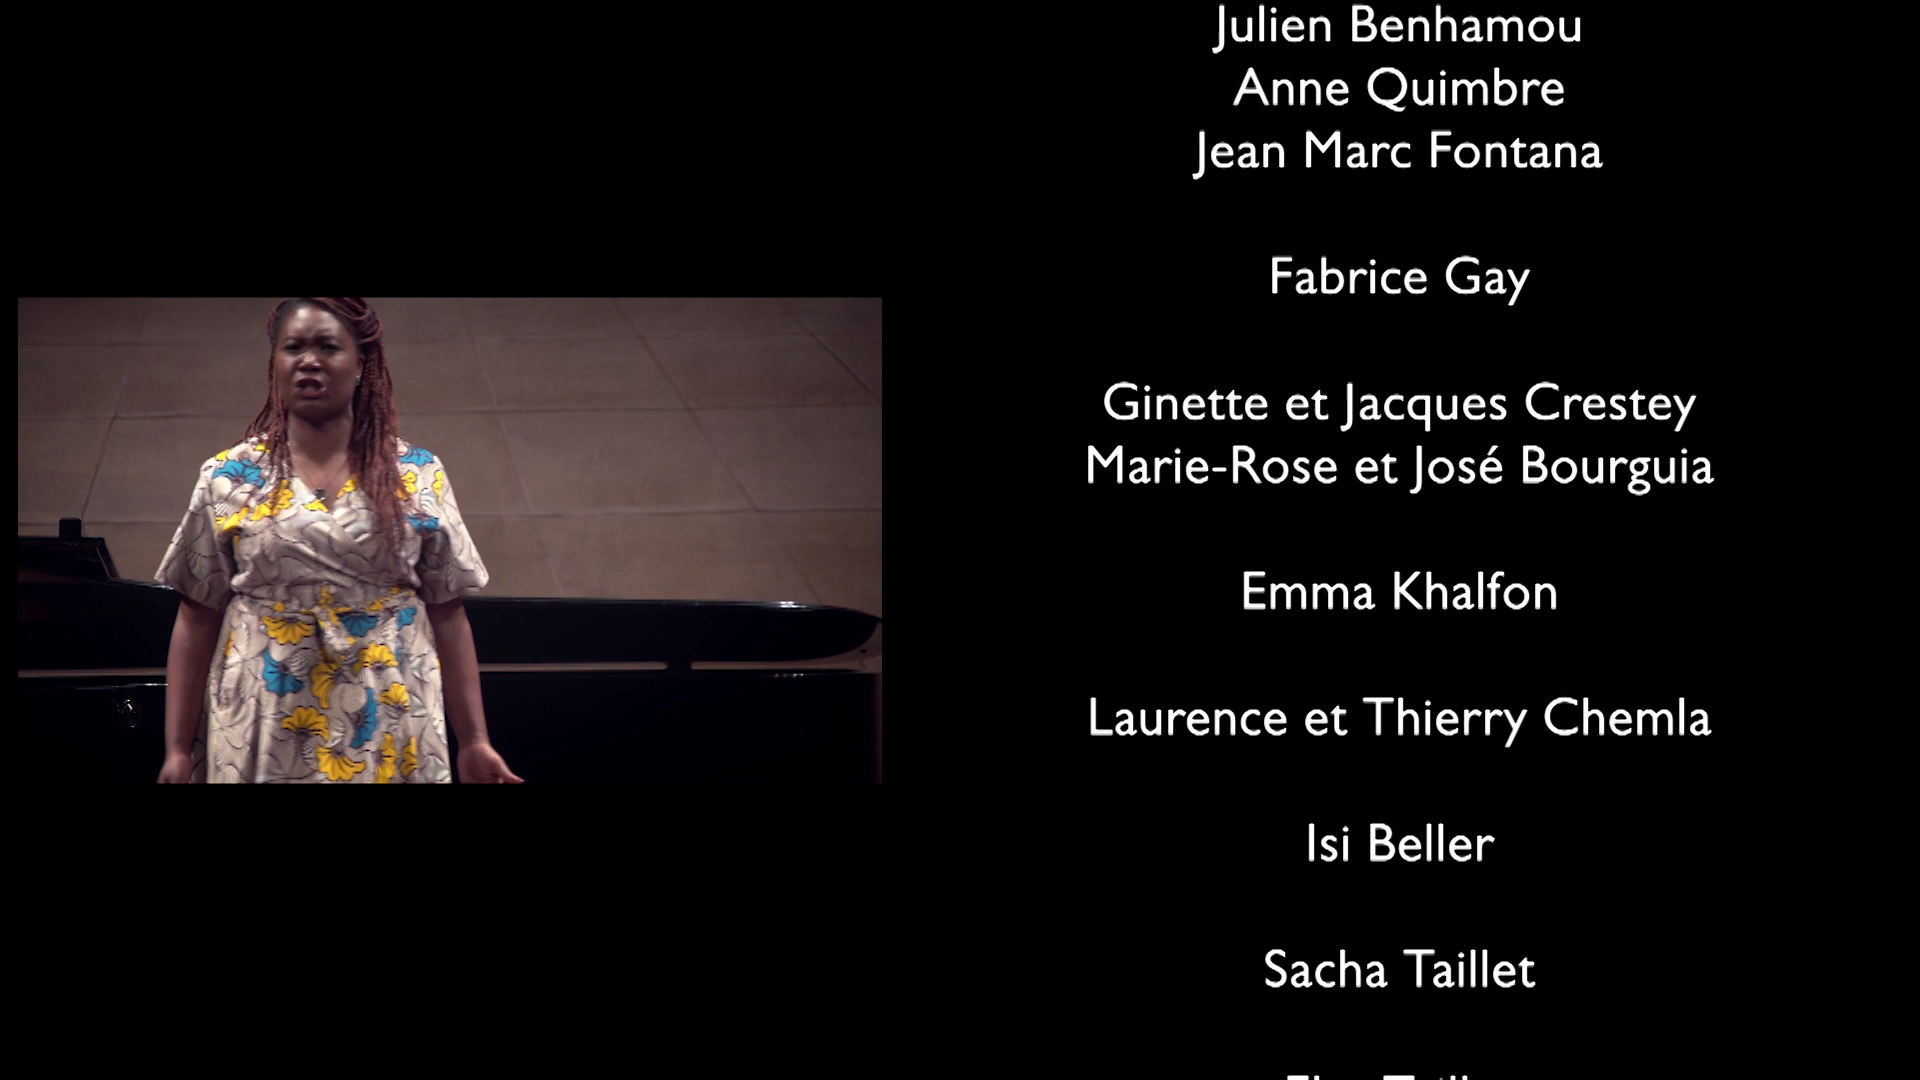 Julien Benhamou
Anne Quimbre
Jean Marc Fontana
Fabrice Gay
Ginette et Jacques Crestey
Marie-Rose et José Bourguia
Emma Khalfon
Laurence et Thierry Chemla
Isi Beller
Sacha Taillet